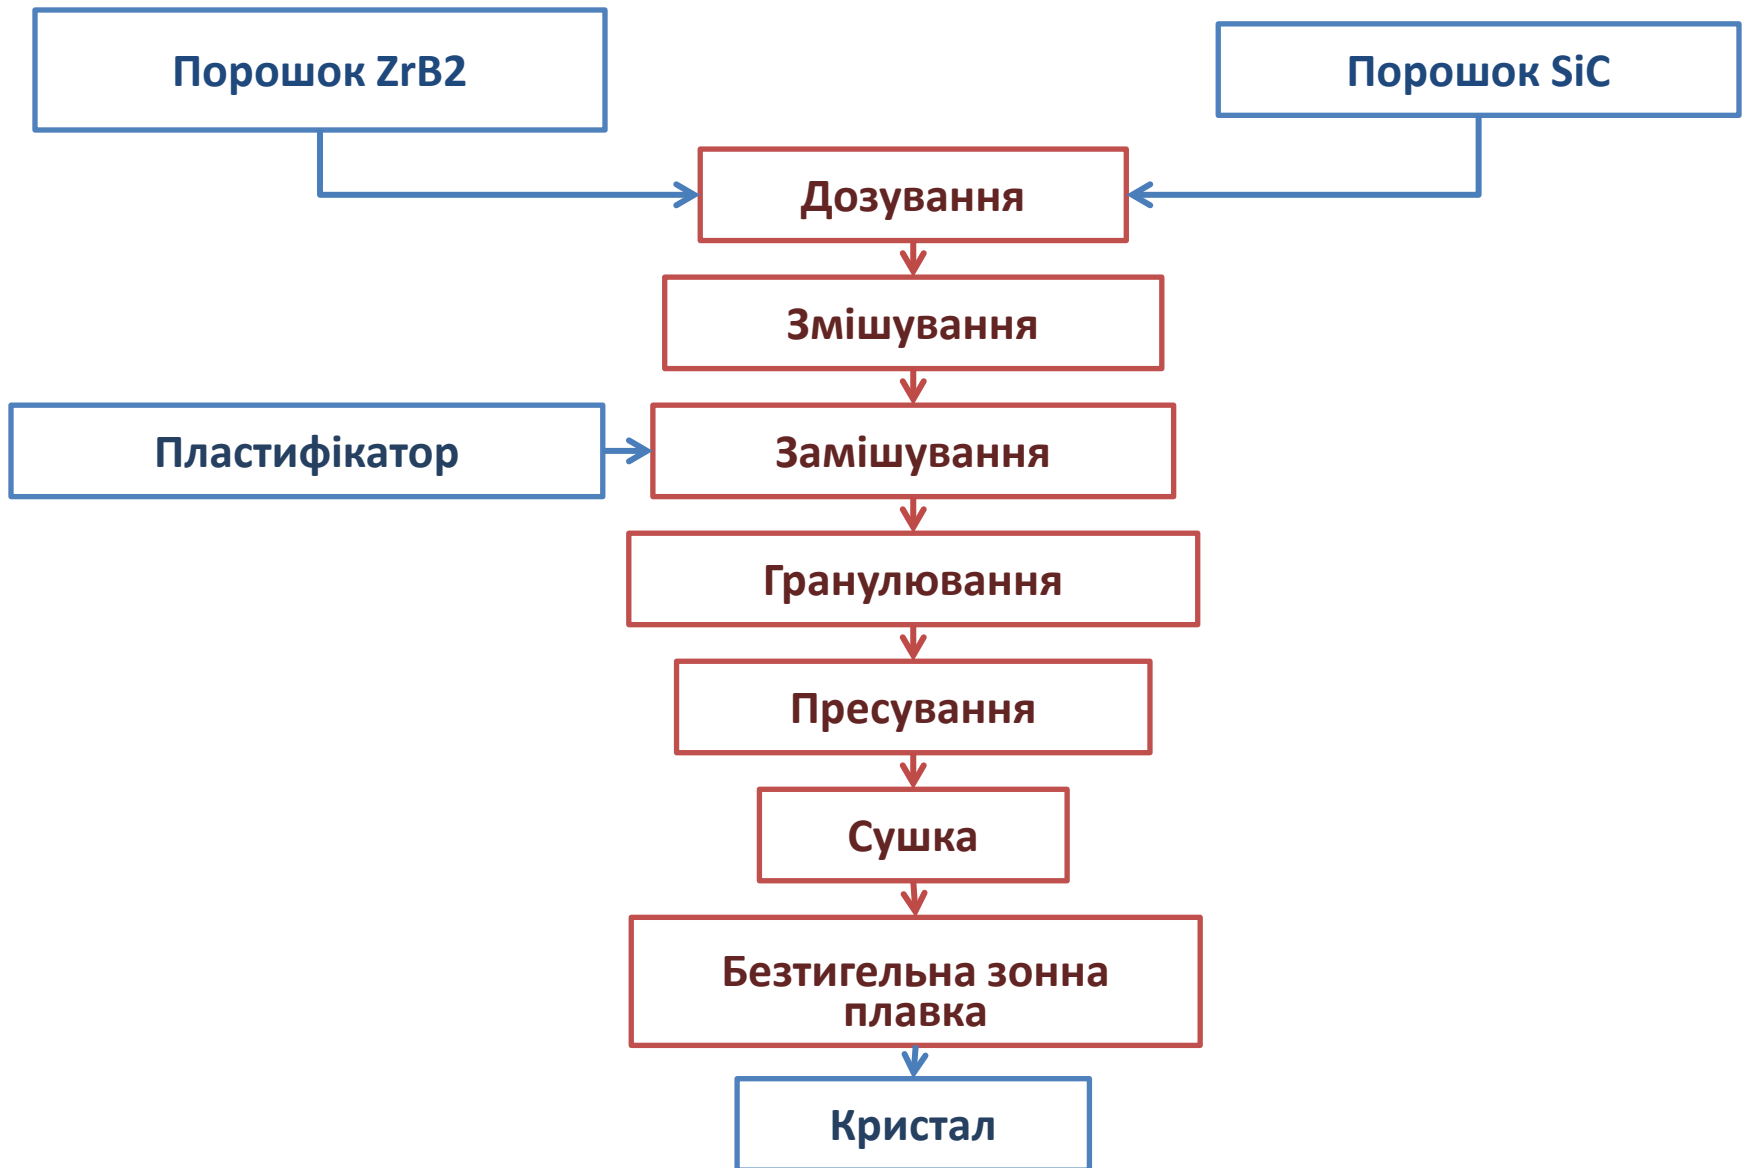 Порошок ZrB2
Порошок SiC
Дозування
Змішування
Пластифікатор
Замішування
Гранулювання
Пресування
Сушка
Безтигельна зонна
плавка
Кристал